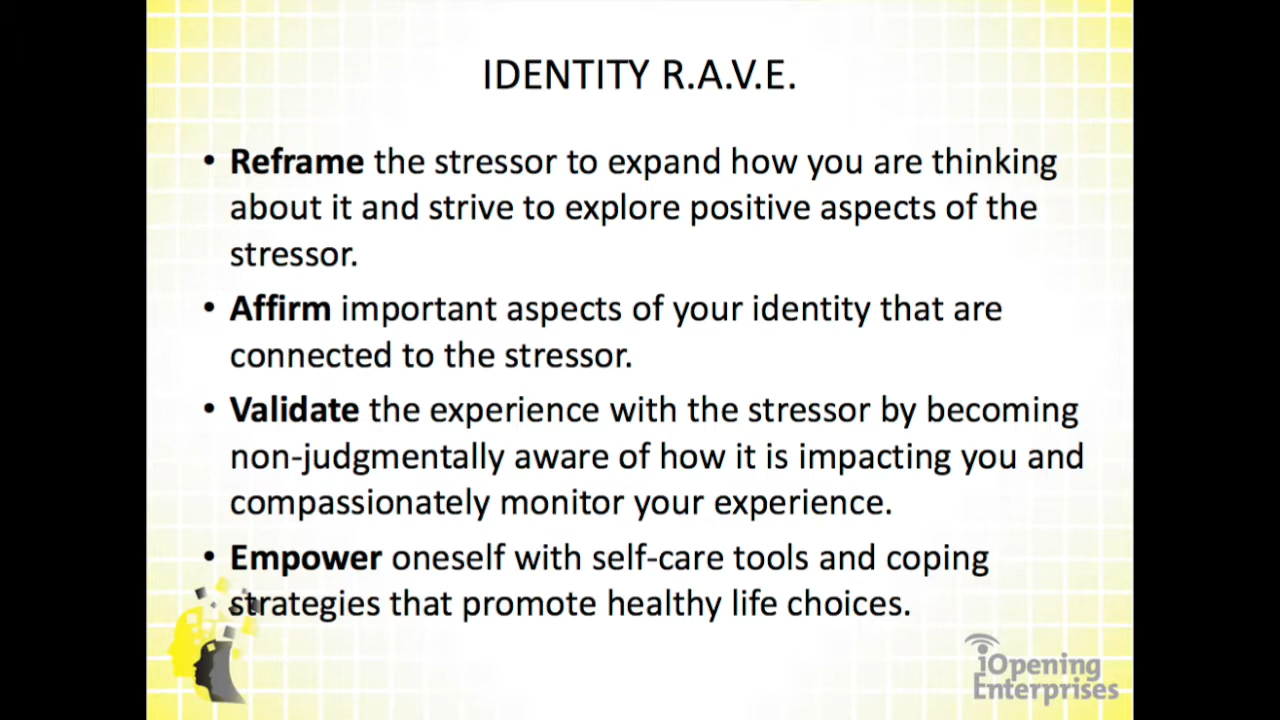 IDENTITY R.A.V.E.
• Reframe the stressor to expand how you are thinking
about it and strive to explore positive aspects of the
stressor.
• Affirm important aspects of your identity that are
connected to the stressor.
• Validate the experience with the stressor by becoming
non-judgmentally aware of how it is impacting you and
compassionately monitor your experience.
• Empower oneself with self-care tools and coping
strategies that promote healthy life choices.
iOpening
Enterprises